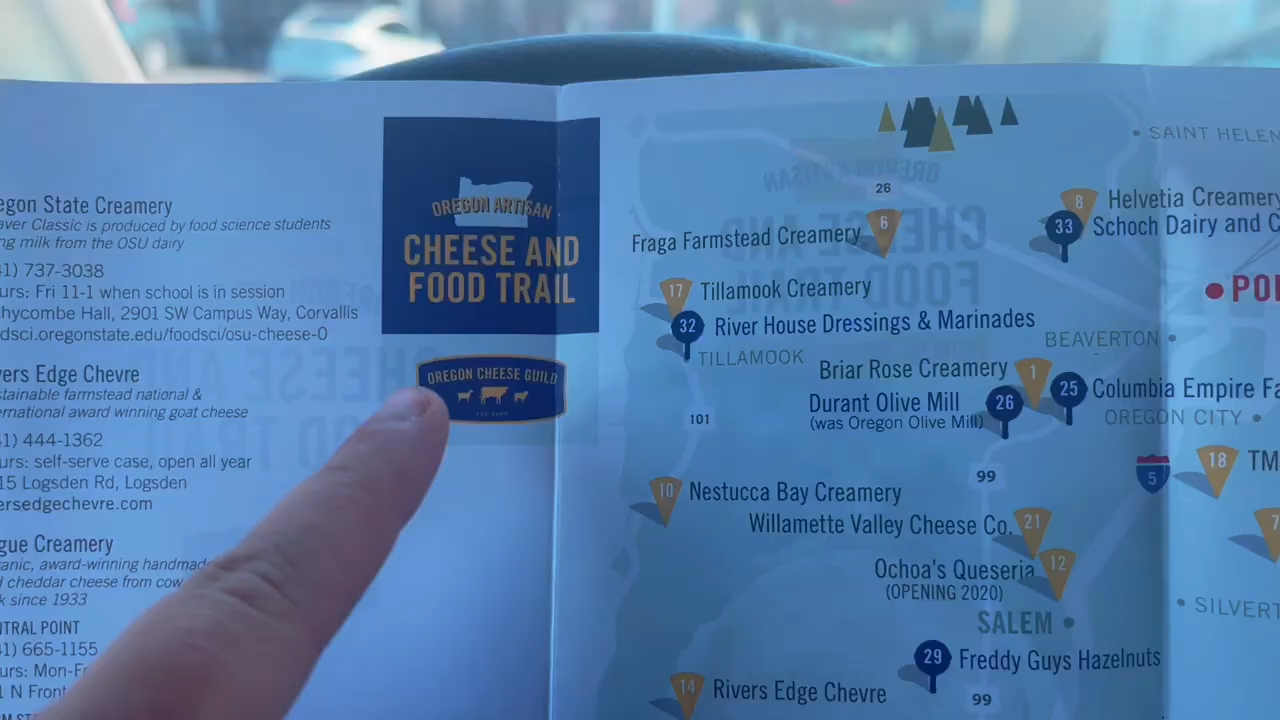 egon State Creamery
aver Classic is produced by food science students
ng milk from the OSU dairy
41) 737-3038
urs: Fri 11-1 when school is in session
hycombe Hall, 2901 SW Campus Way, Corvallis
dsci.oregonstate.edu/foodsci/osu-cheese-0
vers Edge Chevre
stainable farmstead national &
ernational award winning goat cheese
41) 444-1362
urs: self-serve case, open all year
15 Logsden Rd, Logsden
ersedgechevre.com
gue Creamery
anic, award-winning handmad
d cheddar cheese from cow
k since 1933
NTRAL POINT
41) 665-1155
urs: Mon-Fr
1 N Front
OREGON ARTISAN
CHEESE AND
FOOD TRAIL
OREGON CHEESE GUILD
SAINT HELEN
26
8 Helvetia Creamery
33 Schoch Dairy and C
Fraga Farmstead Creamery 6
17 Tillamook Creamery
POR
32 River House Dressings & Marinades
TILLAMOOK
BEAVERTON
Briar Rose Creamery 1
25 Columbia Empire Fa
Durant Olive Mill 26
(was Oregon Olive Mill)
OREGON CITY
101
99
5
18 TM
10 Nestucca Bay Creamery
Willamette Valley Cheese Co. 21
7
Ochoa's Queseria 12
(OPENING 2020)
SALEM
SILVERT
29 Freddy Guys Hazelnuts
14 Rivers Edge Chevre
99